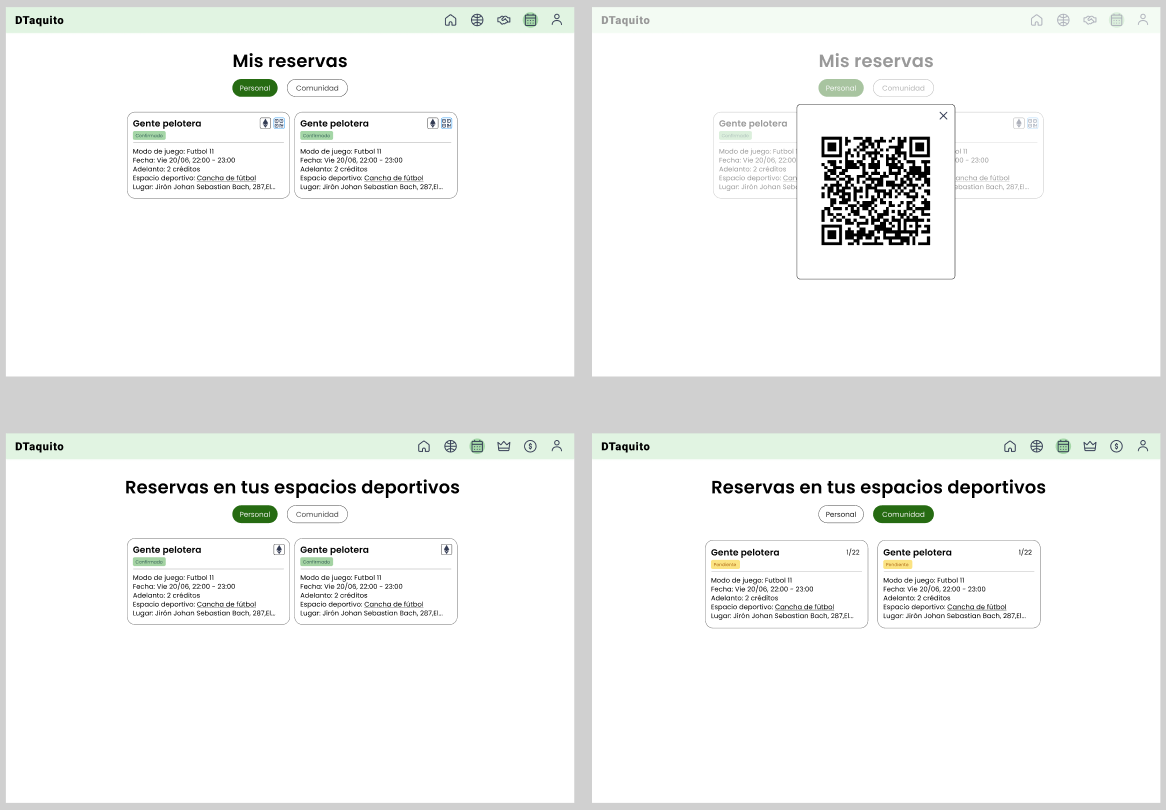 DTaquito
Mis reservas
Personal
Comunidad
Gente pelotera
Confirmado
Modo de juego: Futbol 11
Fecha: Vie 20/06, 22:00 - 23:00
Adelanto: 2 créditos
Espacio deportivo: Cancha de fútbol
Lugar: Jirón Johan Sebastian Bach, 287,El...
Gente pelotera
Confirmado
Modo de juego: Futbol 11
Fecha: Vie 20/06, 22:00 - 23:00
Adelanto: 2 créditos
Espacio deportivo: Cancha de fútbol
Lugar: Jirón Johan Sebastian Bach, 287,El...
DTaquito
Mis reservas
Personal
Comunidad
Gente pelotera
Confirmado
Modo de juego: Futbol
Fecha: Vie 20/06, 22:00
Adelanto: 2 créditos
Espacio deportivo:
Lugar: Jirón Johan
11
- 23:00
ancha de fútbol
bastian Bach, 287,El...
DTaquito
Reservas en tus espacios deportivos
Personal
Comunidad
Gente pelotera
Confirmado
Modo de juego: Futbol 11
Fecha: Vie 20/06, 22:00 - 23:00
Adelanto: 2 créditos
Espacio deportivo: Cancha de fútbol
Lugar: Jirón Johan Sebastian Bach, 287,El...
Gente pelotera
Confirmado
Modo de juego: Futbol 11
Fecha: Vie 20/06, 22:00 - 23:00
Adelanto: 2 créditos
Espacio deportivo: Cancha de fútbol
Lugar: Jirón Johan Sebastian Bach, 287,El...
DTaquito
Reservas en tus espacios deportivos
Personal
Comunidad
Gente pelotera 1/22
Pendiente
Modo de juego: Futbol 11
Fecha: Vie 20/06, 22:00 - 23:00
Adelanto: 2 créditos
Espacio deportivo: Cancha de fútbol
Lugar: Jirón Johan Sebastian Bach, 287,El...
Gente pelotera 1/22
Pendiente
Modo de juego: Futbol 11
Fecha: Vie 20/06, 22:00 - 23:00
Adelanto: 2 créditos
Espacio deportivo: Cancha de fútbol
Lugar: Jirón Johan Sebastian Bach, 287,El...